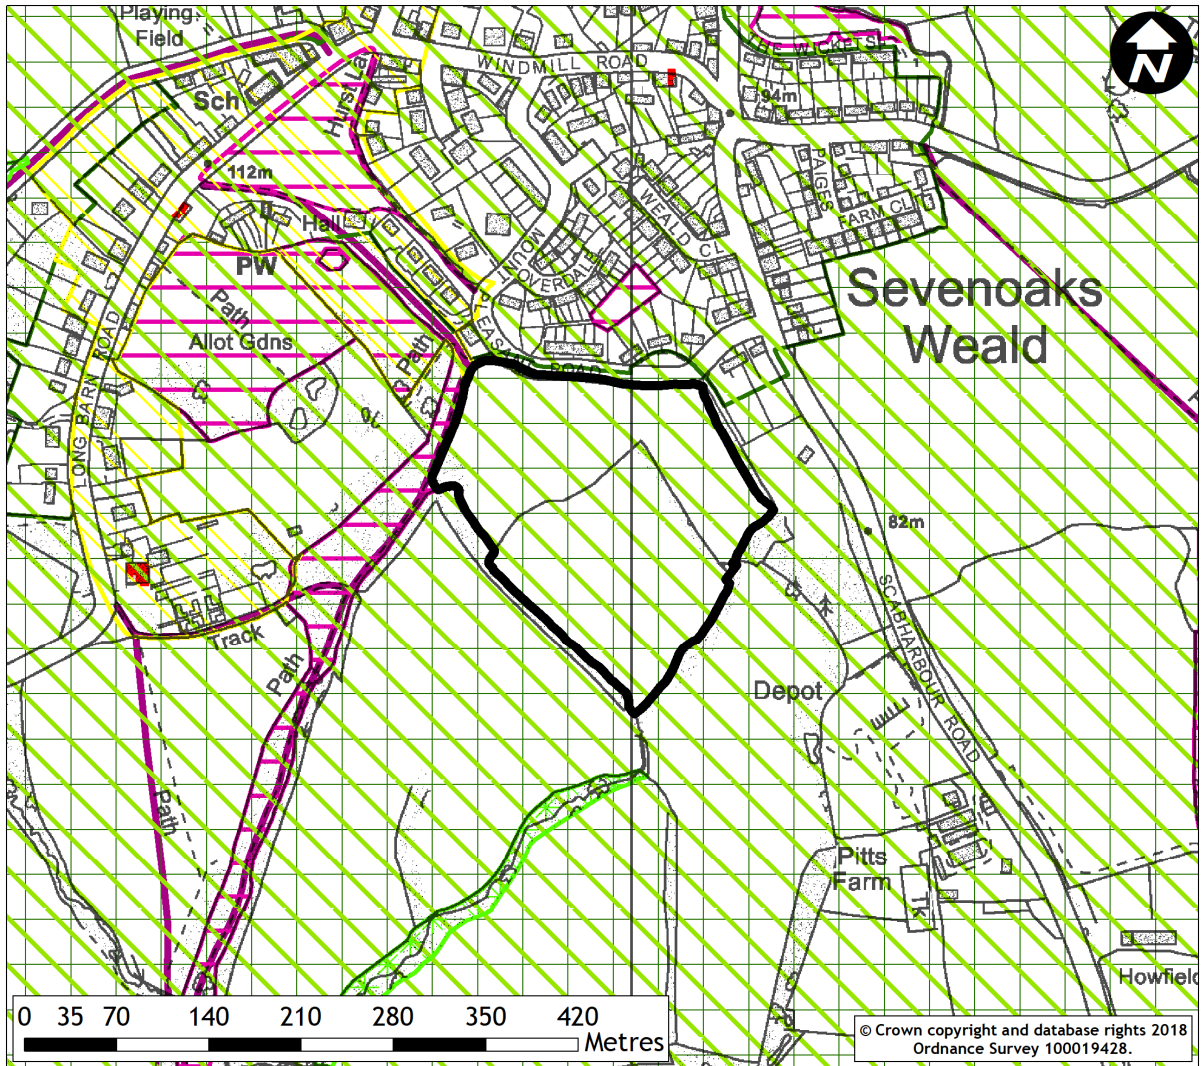 Playing
Field
WINDMILL ROAD
THE WICKETS
N
Sch
94m
112m
PAIGES
FARM CL
WEALD CL
Hall
MOUNT
PW
Path
Allot Gdns
Path
LONG BARN ROAD
EAST
ROAD
Sevenoaks
Weald
82m
SCABHARBOUR ROAD
Track
Path
Path
Depot
Pitts
Farm
Tk
Howfield
0 35 70 140 210 280 350 420
Metres
© Crown copyright and database rights 2018
Ordnance Survey 100019428.